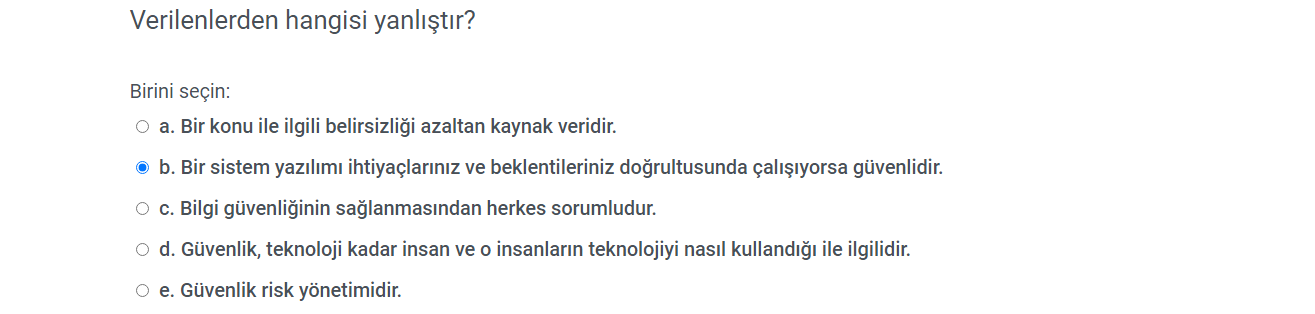 Verilenlerden hangisi yanlıştır?
Birini seçin:
a. Bir konu ile ilgili belirsizliği azaltan kaynak veridir.
b. Bir sistem yazılımı ihtiyaçlarınız ve beklentileriniz doğrultusunda çalışıyorsa güvenlidir.
c. Bilgi güvenliğinin sağlanmasından herkes sorumludur.
d. Güvenlik, teknoloji kadar insan ve o insanların teknolojiyi nasıl kullandığı ile ilgilidir.
e. Güvenlik risk yönetimidir.